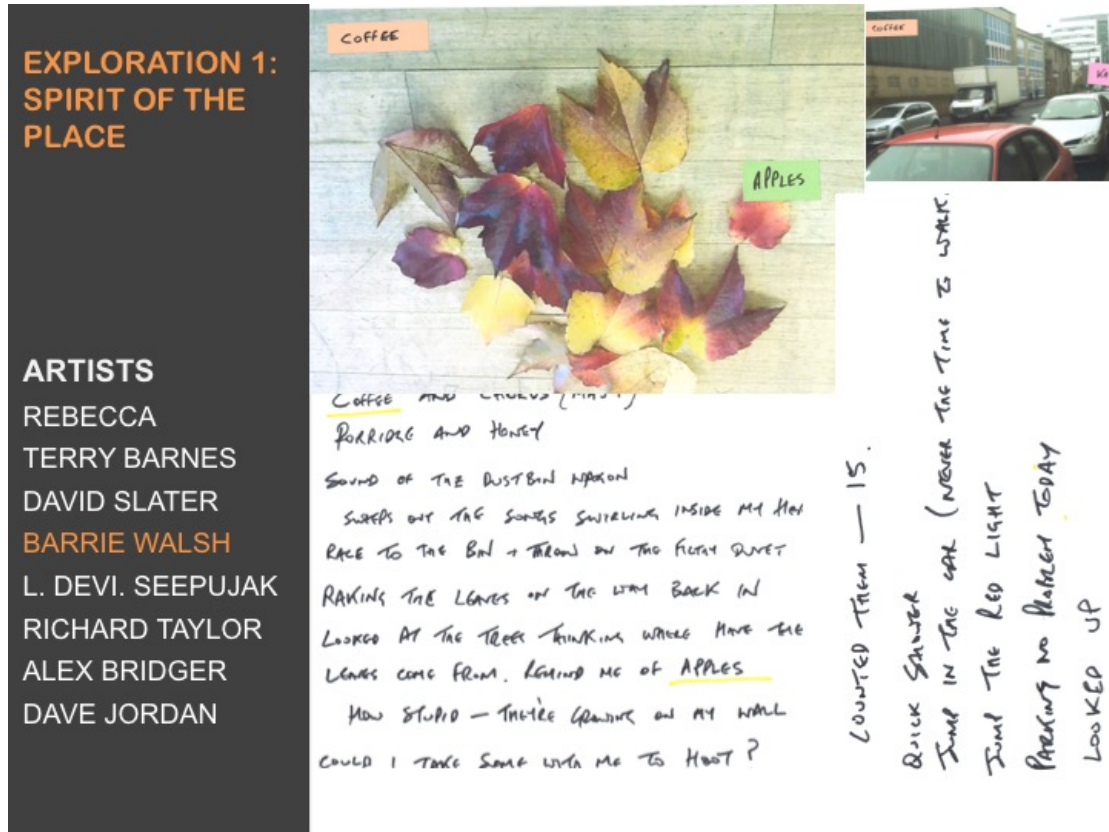 EXPLORATION 1:
SPIRIT OF THE
PLACE
ARTISTS
REBECCA
TERRY BARNES
DAVID SLATER
BARRIE WALSH
L. DEVI. SEEPUJAK
RICHARD TAYLOR
ALEX BRIDGER
DAVE JORDAN
COFFEE
APPLES
COFFEE AND
PORRIDGE AND HONEY
SOUND OF THE DUSTBIN WAGON
SWEEPS OUT THE SONGS SWIRLING INSIDE MY
RACE TO THE BIN + THROW ON THE FILTHY DUVET
RAKING THE LEAVES ON THE WAY BACK IN
LOOKED AT THE TREES THINKING WHERE HAVE THE
LEAVES COME FROM. REMIND ME OF APPLES
HOW STUPID — THEY'RE GROWING ON MY WALL
COULD I TAKE SOME WITH ME TO HOOT?
COFFEE
COUNTED THEM — 15.
QUICK SHOWER
JUMP IN THE CAR (NEVER THE TIME TO WALK.
JUMP THE RED LIGHT
PARKING NO PROBLEM TODAY
LOOKED UP